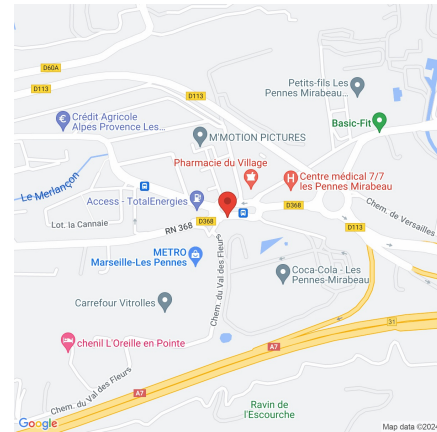 D60A
D113
D113
Petits-fils Les
Pennes Mirabeau...
Crédit Agricole
Alpes Provence Les...
Basic-Fit
M'MOTION PICTURES
Pharmacie du Village
Centre médical 7/7
les Pennes Mirabeau
Le Merlançon
Access - TotalEnergies
Chem. de Versailles
Lot. la Cannaie
RN 368
D368
D368
D113
METRO
Marseille-Les Pennes
Chem. du Val des Fleurs
Coca-Cola - Les
Pennes-Mirabeau
Carrefour Vitrolles
31
chenil L'Oreille en Pointe
A7
A7
Chem. du Val des Fleurs
Ravin de
l'Escourche
Google
Map data ©2024